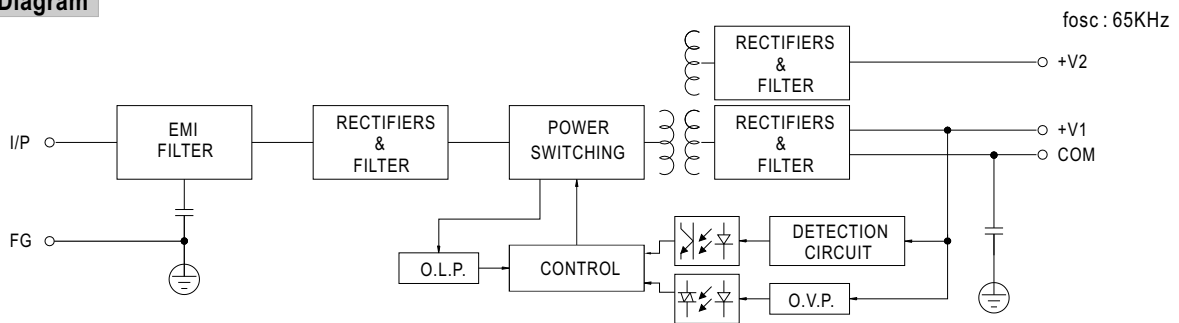 Diagram
fosc : 65KHz
RECTIFIERS
&
FILTER
+V2
I/P
EMI
FILTER
RECTIFIERS
&
FILTER
POWER
SWITCHING
RECTIFIERS
&
FILTER
+V1
COM
FG
O.L.P.
CONTROL
DETECTION
CIRCUIT
O.V.P.